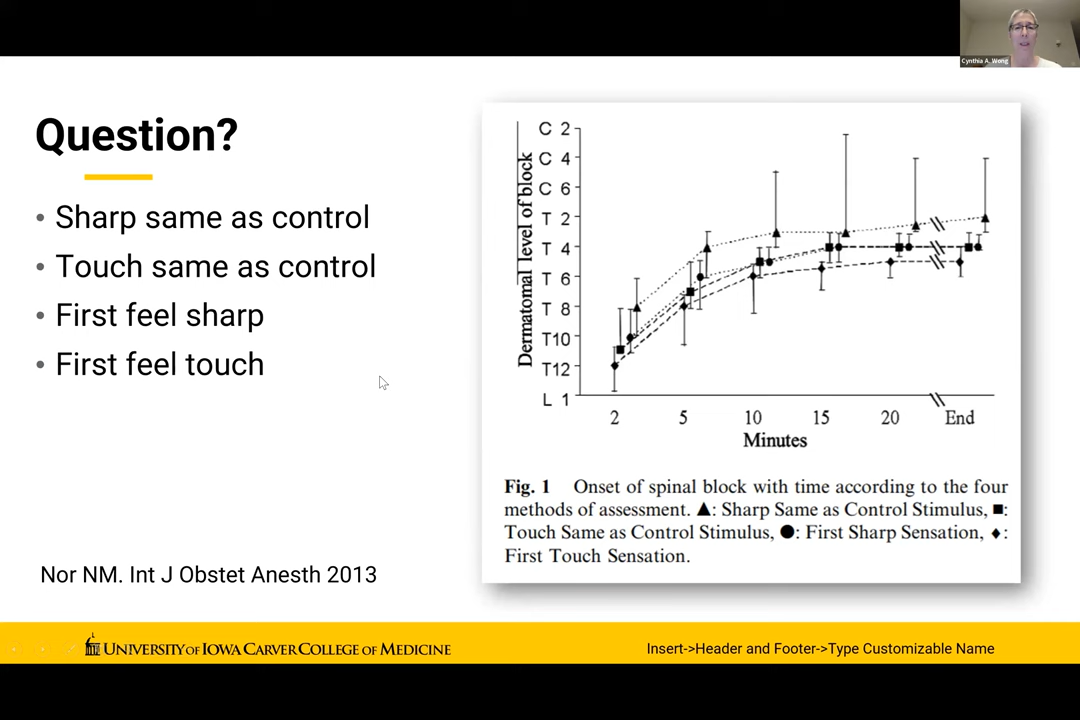 Cynthia A. Wong
Question?
• Sharp same as control
• Touch same as control
• First feel sharp
• First feel touch
Nor NM. Int J Obstet Anesth 2013
Dermatomal level of block
C 2
C 4
C 6
T 2
T 4
T 6
T 8
T10
T12
L 1
2 5 10 15 20 End
Minutes
Fig. 1 Onset of spinal block with time according to the four
methods of assessment. ▲: Sharp Same as Control Stimulus, ■:
Touch Same as Control Stimulus, ●: First Sharp Sensation, ♦:
First Touch Sensation.
UNIVERSITY OF IOWA CARVER COLLEGE OF MEDICINE
Insert->Header and Footer->Type Customizable Name